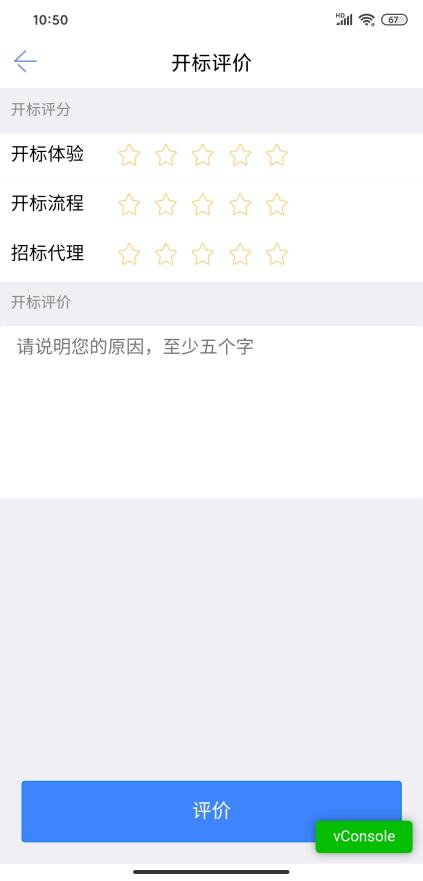 10:50
HD
67
开标评价
开标评分
开标体验
开标流程
招标代理
开标评价
请说明您的原因，至少五个字
评价
vConsole